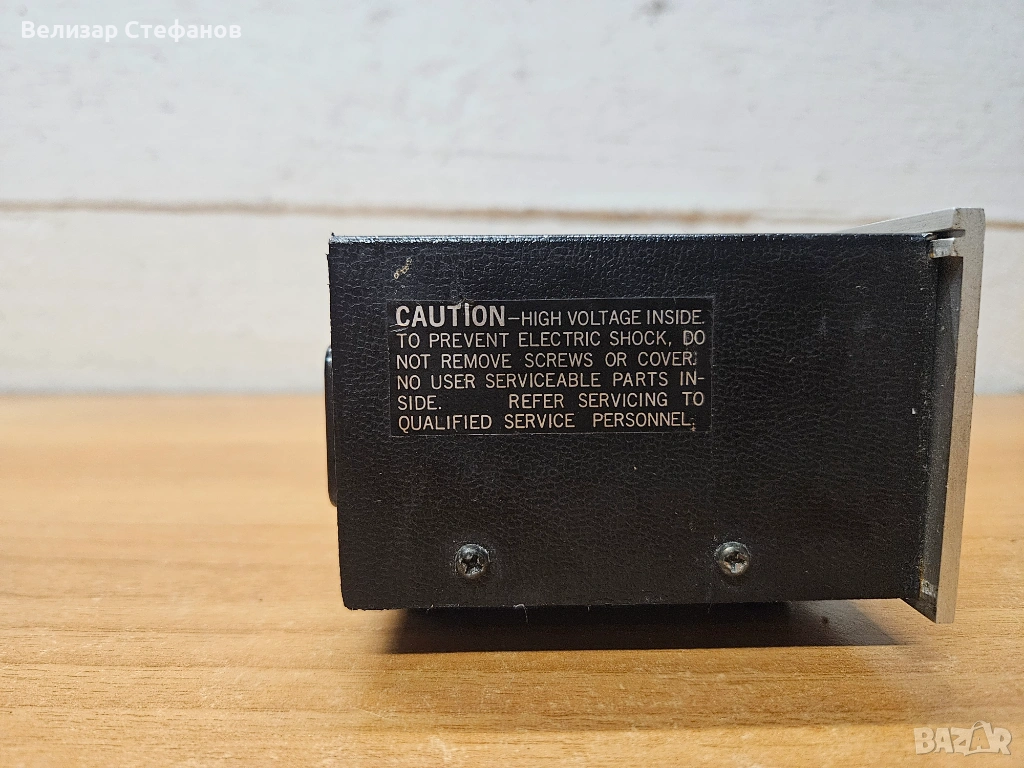 Велизар Стефанов
CAUTION—HIGH VOLTAGE INSIDE.
TO PREVENT ELECTRIC SHOCK, DO
NOT REMOVE SCREWS OR COVER.
NO USER SERVICEABLE PARTS IN-
SIDE. REFER SERVICING TO
QUALIFIED SERVICE PERSONNEL.
BAZAR